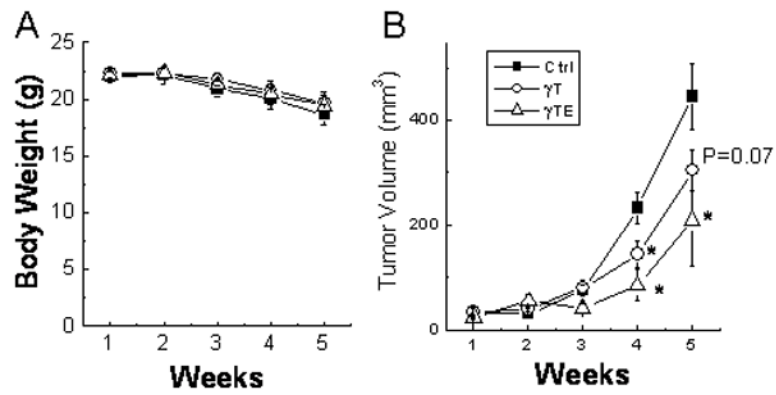 A
Body Weight (g)
25
20
15
10
5
0
1 2 3 4 5
Weeks
B
Tumor Volume (mm³)
400
200
0
Ctrl
γT
γTE
P=0.07
*
*
*
1 2 3 4 5
Weeks